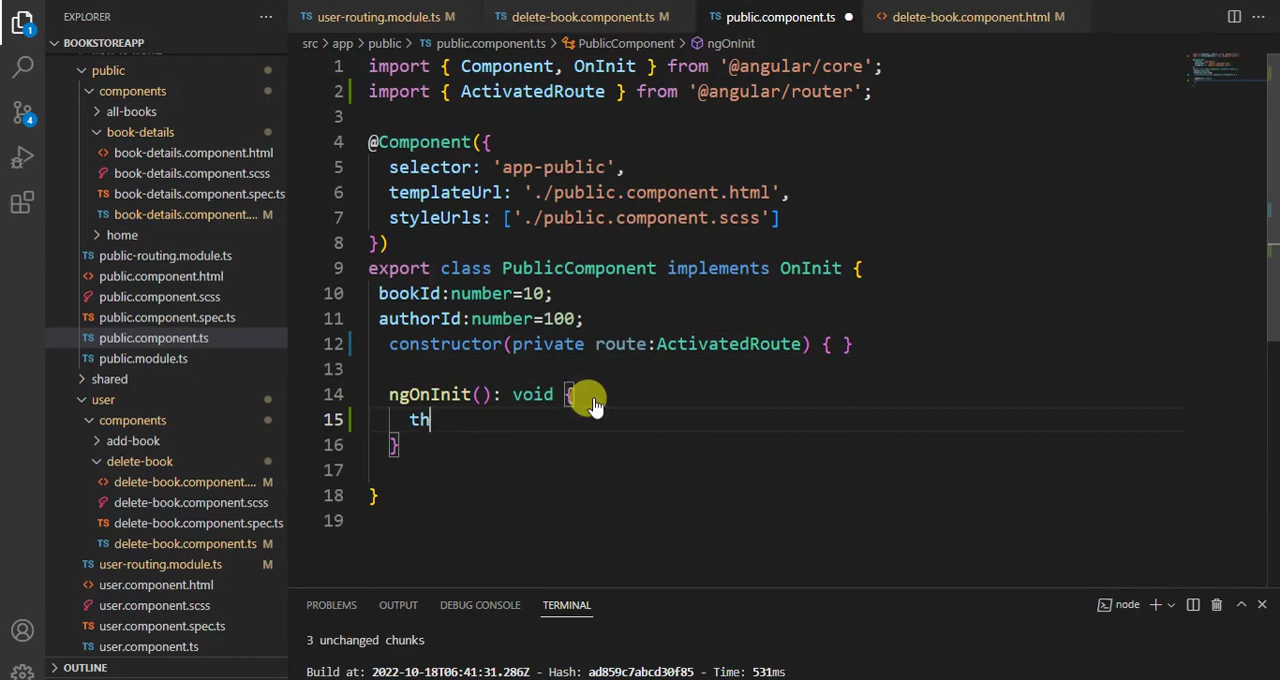 EXPLORER
BOOKSTOREAPP
public
components
all-books
book-details
book-details.component.html
book-details.component.scss
book-details.component.spec.ts
book-details.component.... M
home
public-routing.module.ts
public.component.html
public.component.scss
public.component.spec.ts
public.component.ts
public.module.ts
shared
user
components
add-book
delete-book
delete-book.component.... M
delete-book.component.scss
delete-book.component.spec.ts
delete-book.component.ts M
user-routing.module.ts M
user.component.html
user.component.scss
user.component.spec.ts
user.component.ts
OUTLINE
1
4
TS user-routing.module.ts M
TS delete-book.component.ts M
TS public.component.ts
<> delete-book.component.html M
src > app > public > TS public.component.ts > PublicComponent > ngOnInit
1 import { Component, OnInit } from '@angular/core';
2 import { ActivatedRoute } from '@angular/router';
3
4 @Component({
5 selector: 'app-public',
6 templateUrl: './public.component.html',
7 styleUrls: ['./public.component.scss']
8 })
9 export class PublicComponent implements OnInit {
10 bookId:number=10;
11 authorId:number=100;
12 constructor(private route:ActivatedRoute) { }
13
14 ngOnInit(): void {
15 th
16 }
17
18 }
19
PROBLEMS OUTPUT DEBUG CONSOLE TERMINAL
node
3 unchanged chunks
Build at: 2022-10-18T06:41:31.286Z - Hash: ad859c7abcd30f85 - Time: 531ms